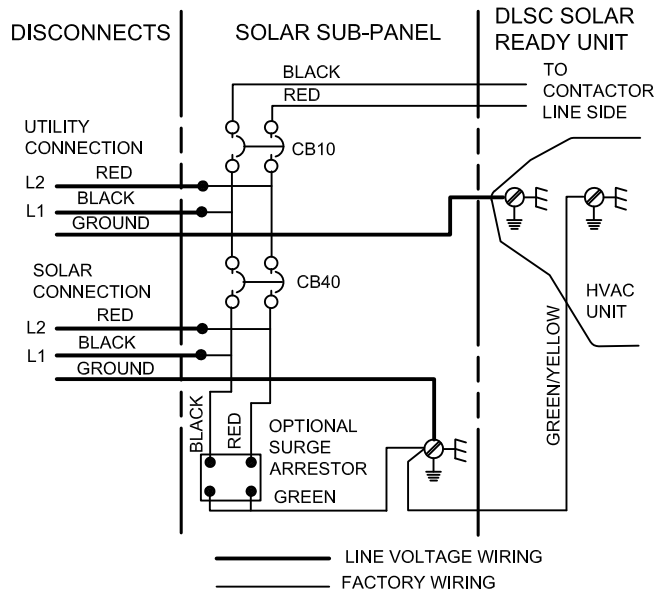 DISCONNECTS
SOLAR SUB-PANEL
DLSC SOLAR
READY UNIT
BLACK
RED
TO
CONTACTOR
LINE SIDE
UTILITY
CONNECTION
CB10
L2
RED
L1
BLACK
GROUND
SOLAR
CONNECTION
CB40
HVAC
UNIT
L2
RED
L1
BLACK
GROUND
GREEN/YELLOW
BLACK
RED
OPTIONAL
SURGE
ARRESTOR
GREEN
LINE VOLTAGE WIRING
FACTORY WIRING